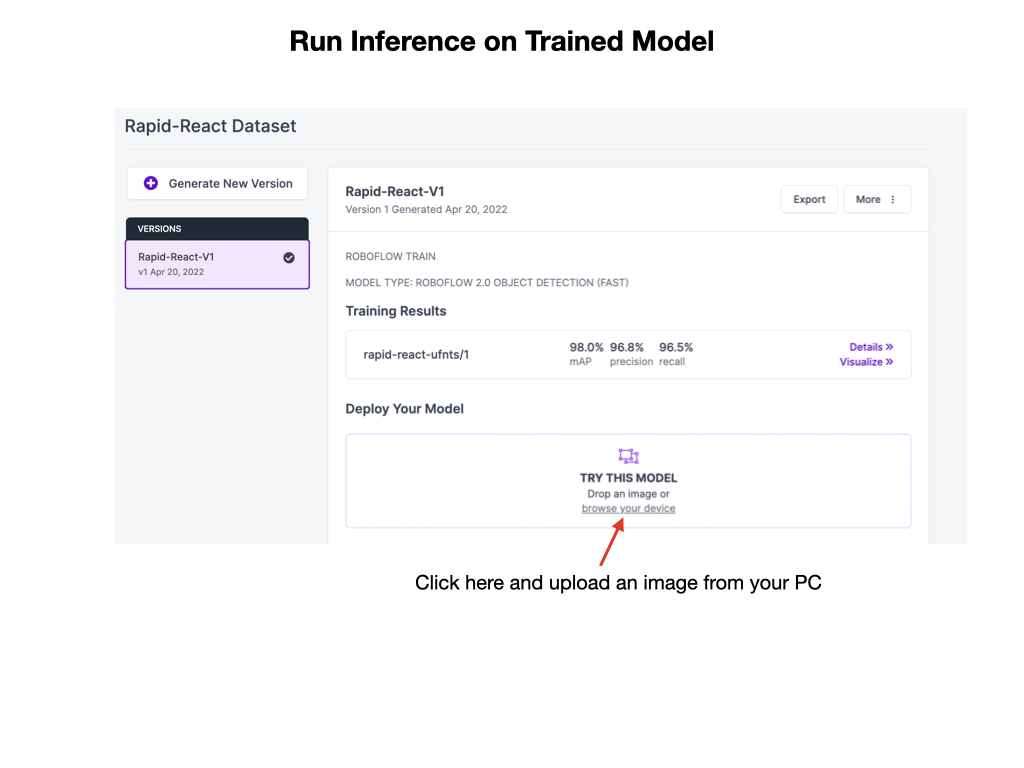 Run Inference on Trained Model
Rapid-React Dataset
Generate New Version
VERSIONS
Rapid-React-V1
v1 Apr 20, 2022
Rapid-React-V1
Version 1 Generated Apr 20, 2022
Export
More
ROBOFLOW TRAIN
MODEL TYPE: ROBOFLOW 2.0 OBJECT DETECTION (FAST)
Training Results
rapid-react-ufnts/1
98.0% 96.8% 96.5%
mAP precision recall
Details »
Visualize »
Deploy Your Model
TRY THIS MODEL
Drop an image or
browse your device
Click here and upload an image from your PC